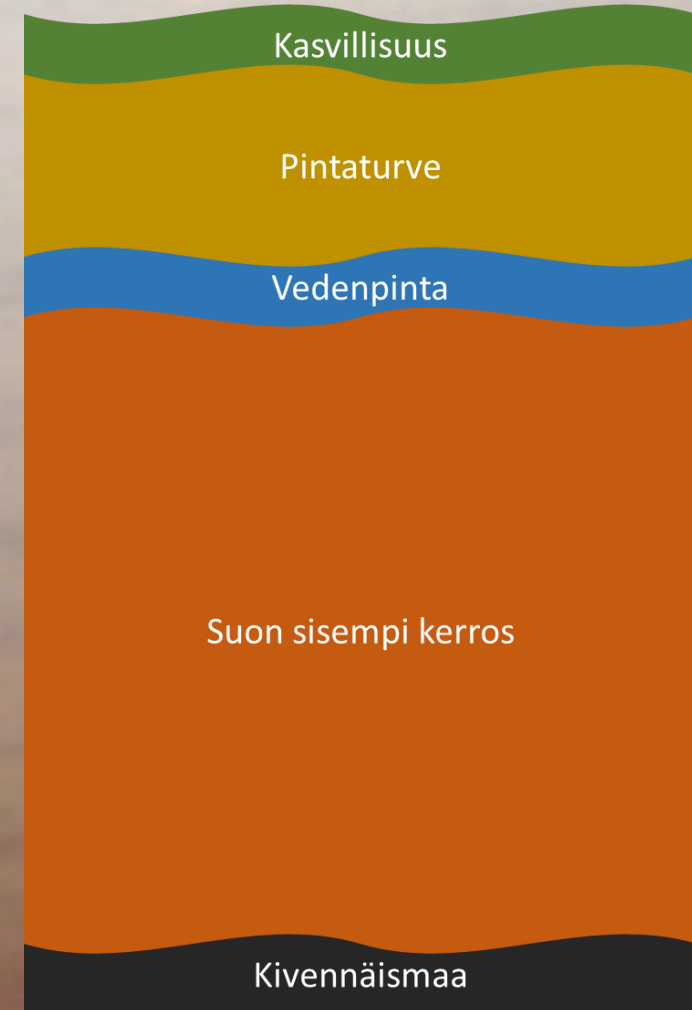 Kasvillisuus
Pintaturve
Vedenpinta
Suon sisempi kerros
Kivennäismaa